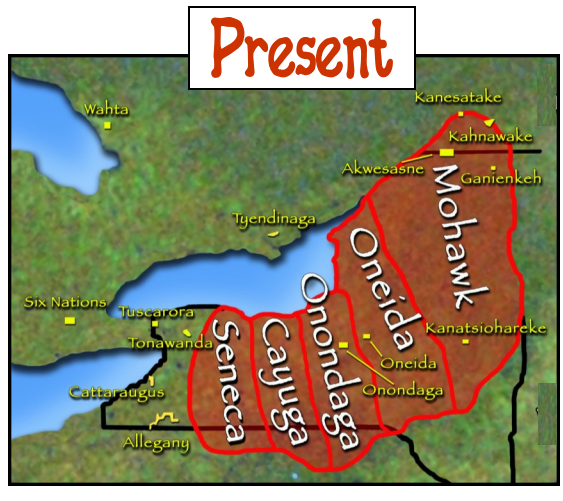 Present
Kanesatake
Wahta
Kahnawake
Akwesasne
Ganienkeh
Mohawk
Tyendinaga
Oneida
Onondaga
Six Nations
Tuscarora
Tonawanda
Seneca
Cayuga
Kanatsiohareke
Oneida
Onondaga
Cattaraugus
Allegany